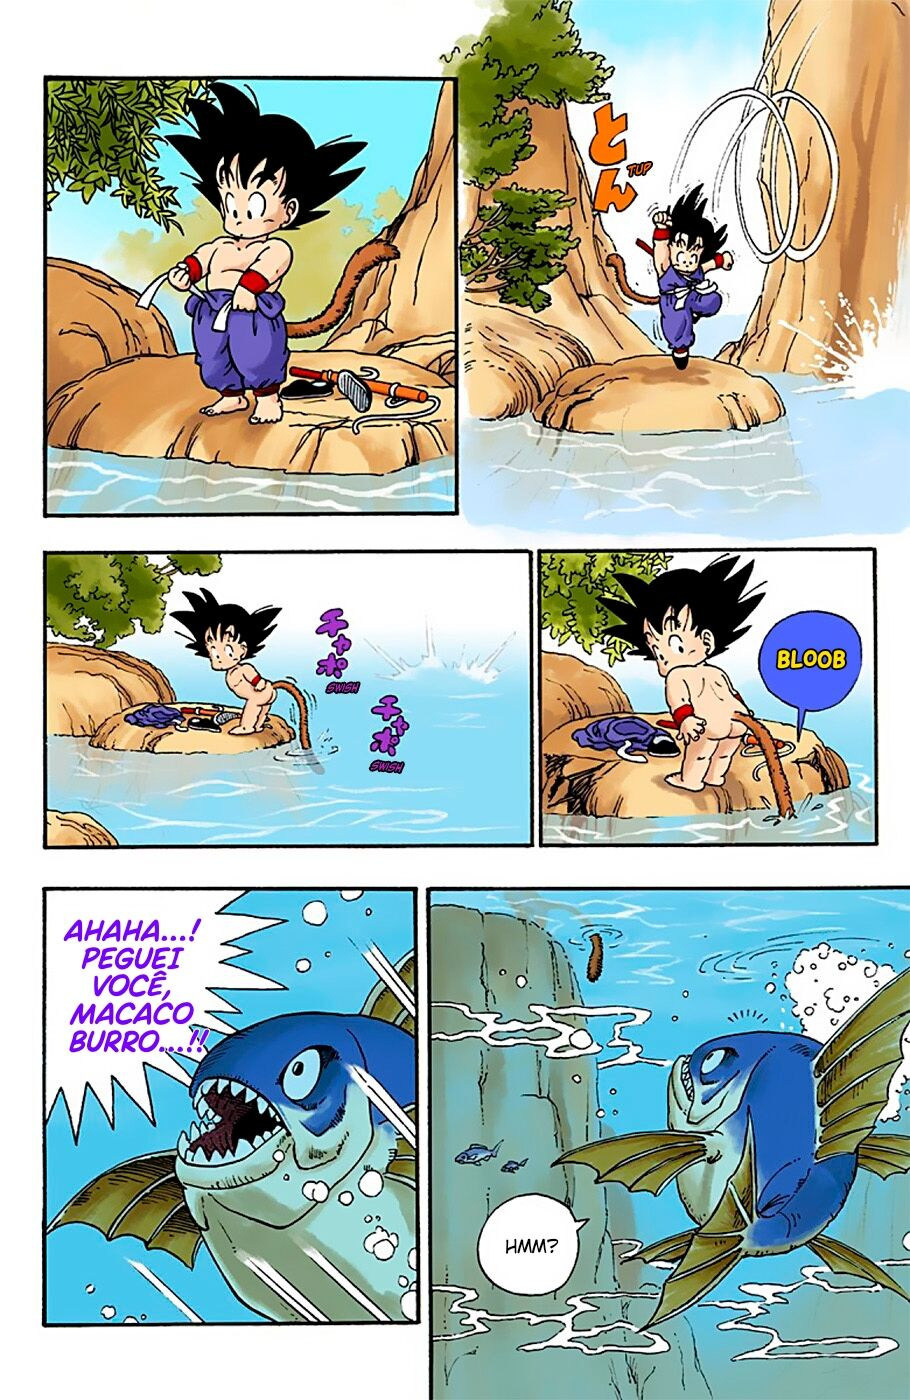 とん
TUP
チャポ
SWISH
チャポ
SWISH
BLOOB
AHAHA...!
PEGUEI
VOCÊ,
MACACO
BURRO...!!
HMM?